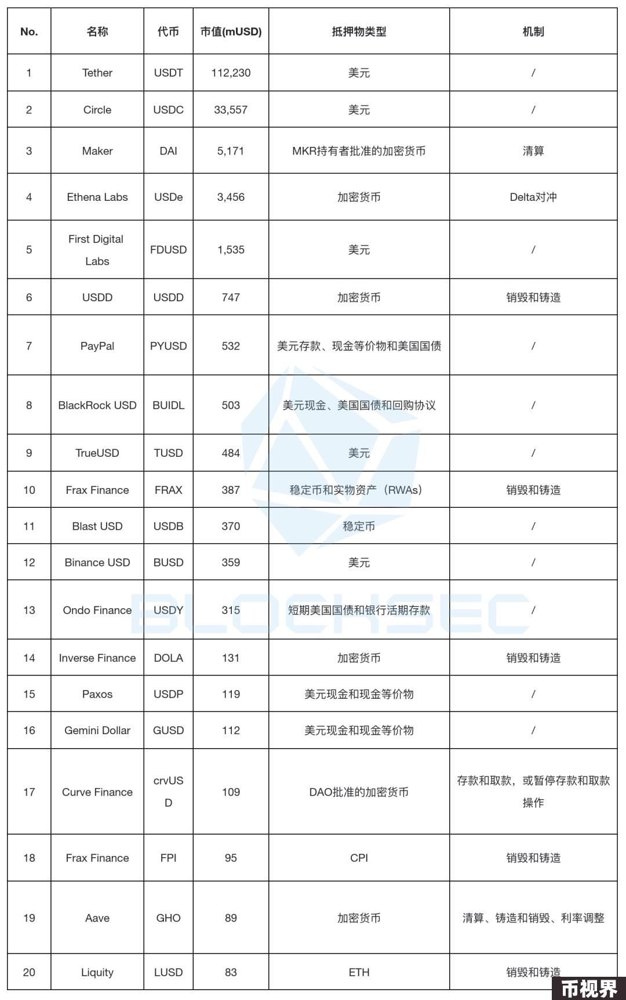 No. 名称 代币 市值(mUSD) 抵押物类型 机制
1 Tether USDT 112,230 美元 /
2 Circle USDC 33,557 美元 /
3 Maker DAI 5,171 MKR持有者批准的加密货币 清算
4 Ethena Labs USDe 3,456 加密货币 Delta对冲
5 First Digital Labs FDUSD 1,535 美元 /
6 USDD USDD 747 加密货币 销毁和铸造
7 PayPal PYUSD 532 美元存款、现金等价物和美国国债 /
8 BlackRock USD BUIDL 503 美元现金、美国国债和回购协议 /
9 TrueUSD TUSD 484 美元 /
10 Frax Finance FRAX 387 稳定币和实物资产（RWAs） 销毁和铸造
11 Blast USD USDB 370 稳定币 /
12 Binance USD BUSD 359 美元 /
13 Ondo Finance USDY 315 短期美国国债和银行活期存款 /
BLOCKSEC
14 Inverse Finance DOLA 131 加密货币 销毁和铸造
15 Paxos USDP 119 美元现金和现金等价物 /
16 Gemini Dollar GUSD 112 美元现金和现金等价物 /
17 Curve Finance crvUSD 109 DAO批准的加密货币 存款和取款，或暂停存款和取款操作
18 Frax Finance FPI 95 CPI 销毁和铸造
19 Aave GHO 89 加密货币 清算、铸造和销毁、利率调整
20 Liquity LUSD 83 ETH 销毁和铸造
币视界